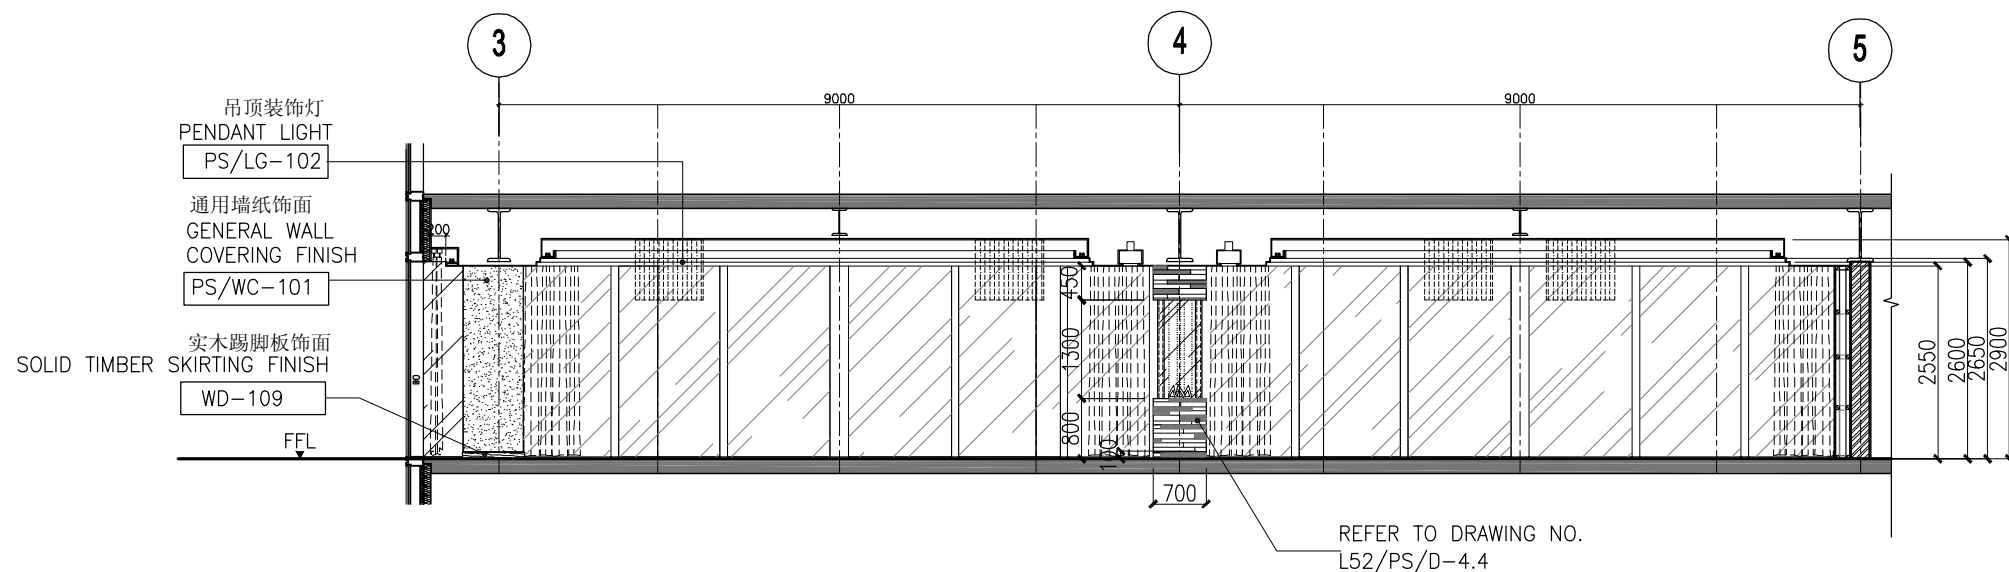 3
4
5
9000
9000
吊顶装饰灯
PENDANT LIGHT
PS/LG-102
通用墙纸饰面
GENERAL WALL
COVERING FINISH
PS/WC-101
实木踢脚板饰面
SOLID TIMBER SKIRTING FINISH
WD-109
FFL
200
450
1300
800
100
700
2550
2600
2650
2900
REFER TO DRAWING NO.
L52/PS/D-4.4